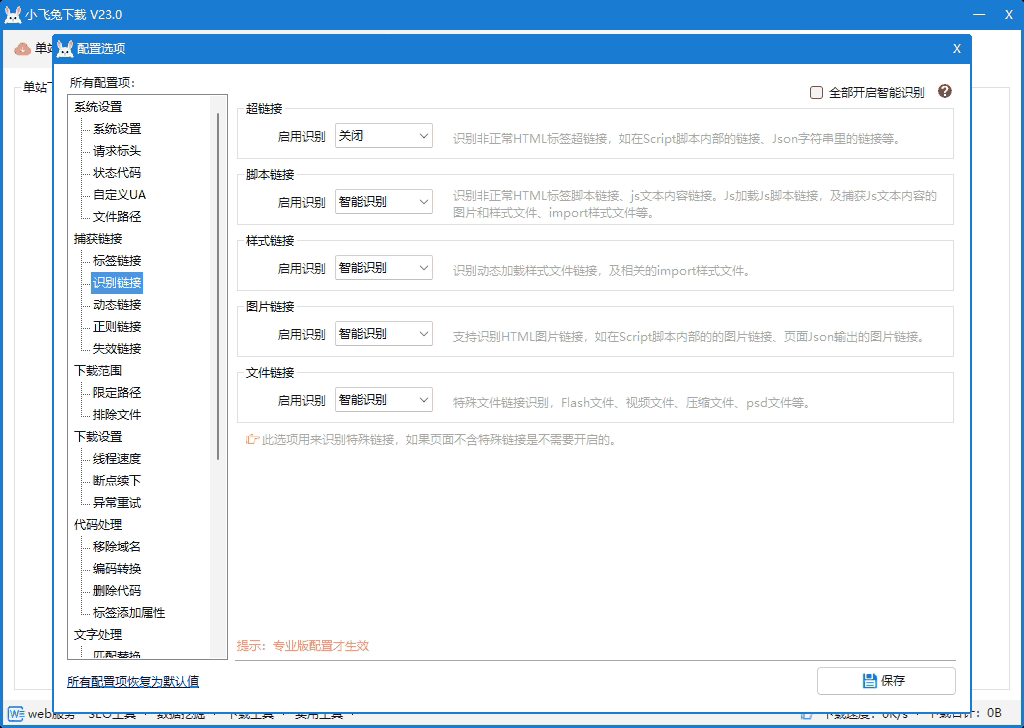 小飞兔下载 V23.0
配置选项
X
所有配置项：
系统设置
系统设置
请求标头
状态代码
自定义UA
文件路径
捕获链接
标签链接
识别链接
动态链接
正则链接
失效链接
下载范围
限定路径
排除文件
下载设置
线程速度
断点续下
异常重试
代码处理
移除域名
编码转换
删除代码
标签添加属性
文字处理
匹配替换
所有配置项恢复为默认值
全部开启智能识别
超链接
启用识别 关闭 识别非正常HTML标签超链接，如在Script脚本内部的链接、Json字符串里的链接等。
脚本链接
启用识别 智能识别 识别非正常HTML标签脚本链接、js文本内容链接。Js加载Js脚本链接，及捕获Js文本内容的
图片和样式文件、import样式文件等。
样式链接
启用识别 智能识别 识别动态加载样式文件链接，及相关的import样式文件。
图片链接
启用识别 智能识别 支持识别HTML图片链接，如在Script脚本内部的的图片链接、页面Json输出的图片链接。
文件链接
启用识别 智能识别 特殊文件链接识别，Flash文件、视频文件、压缩文件、psd文件等。
此选项用来识别特殊链接，如果页面不含特殊链接是不需要开启的。
提示：专业版配置才生效
保存
单站
单站
web服务 SEO工具 数据挖掘 下载工具 实用工具 下载速度：0K/s 下载合计：0B